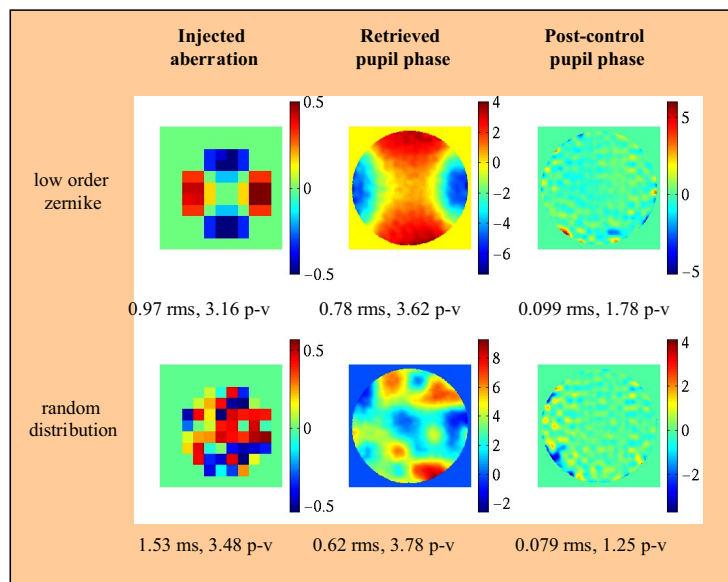 Injected aberration
Retrieved pupil phase
Post-control pupil phase
low order zernike
0.5
0
−0.5
4
2
0
−2
−4
−6
5
0
−5
0.97 rms, 3.16 p-v
0.78 rms, 3.62 p-v
0.099 rms, 1.78 p-v
random distribution
0.5
0
−0.5
8
6
4
2
0
−2
4
2
0
−2
1.53 ms, 3.48 p-v
0.62 rms, 3.78 p-v
0.079 rms, 1.25 p-v